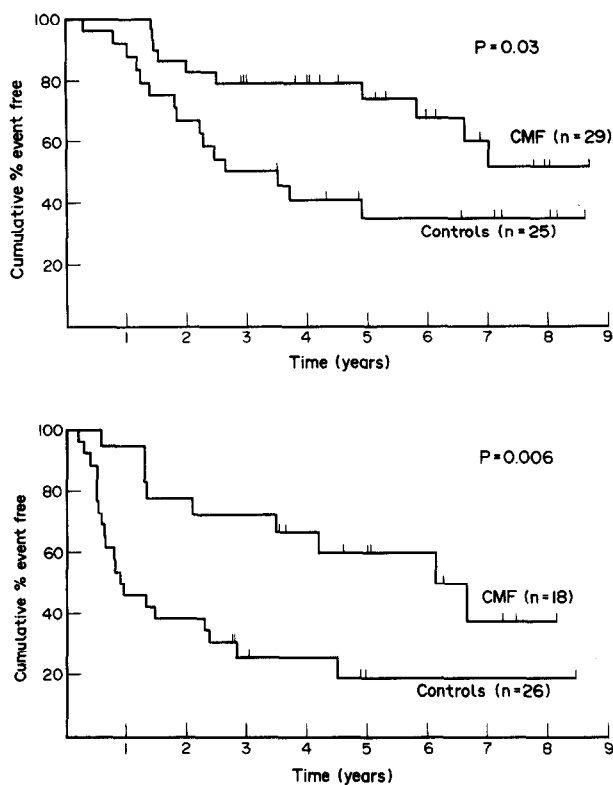 100
80
60
40
20
Cumulative % event free
P = 0.03
CMF (n = 29)
Controls (n = 25)
1 2 3 4 5 6 7 8 9
Time (years)
100
80
60
40
20
Cumulative % event free
P = 0.006
CMF (n = 18)
Controls (n = 26)
1 2 3 4 5 6 7 8 9
Time (years)